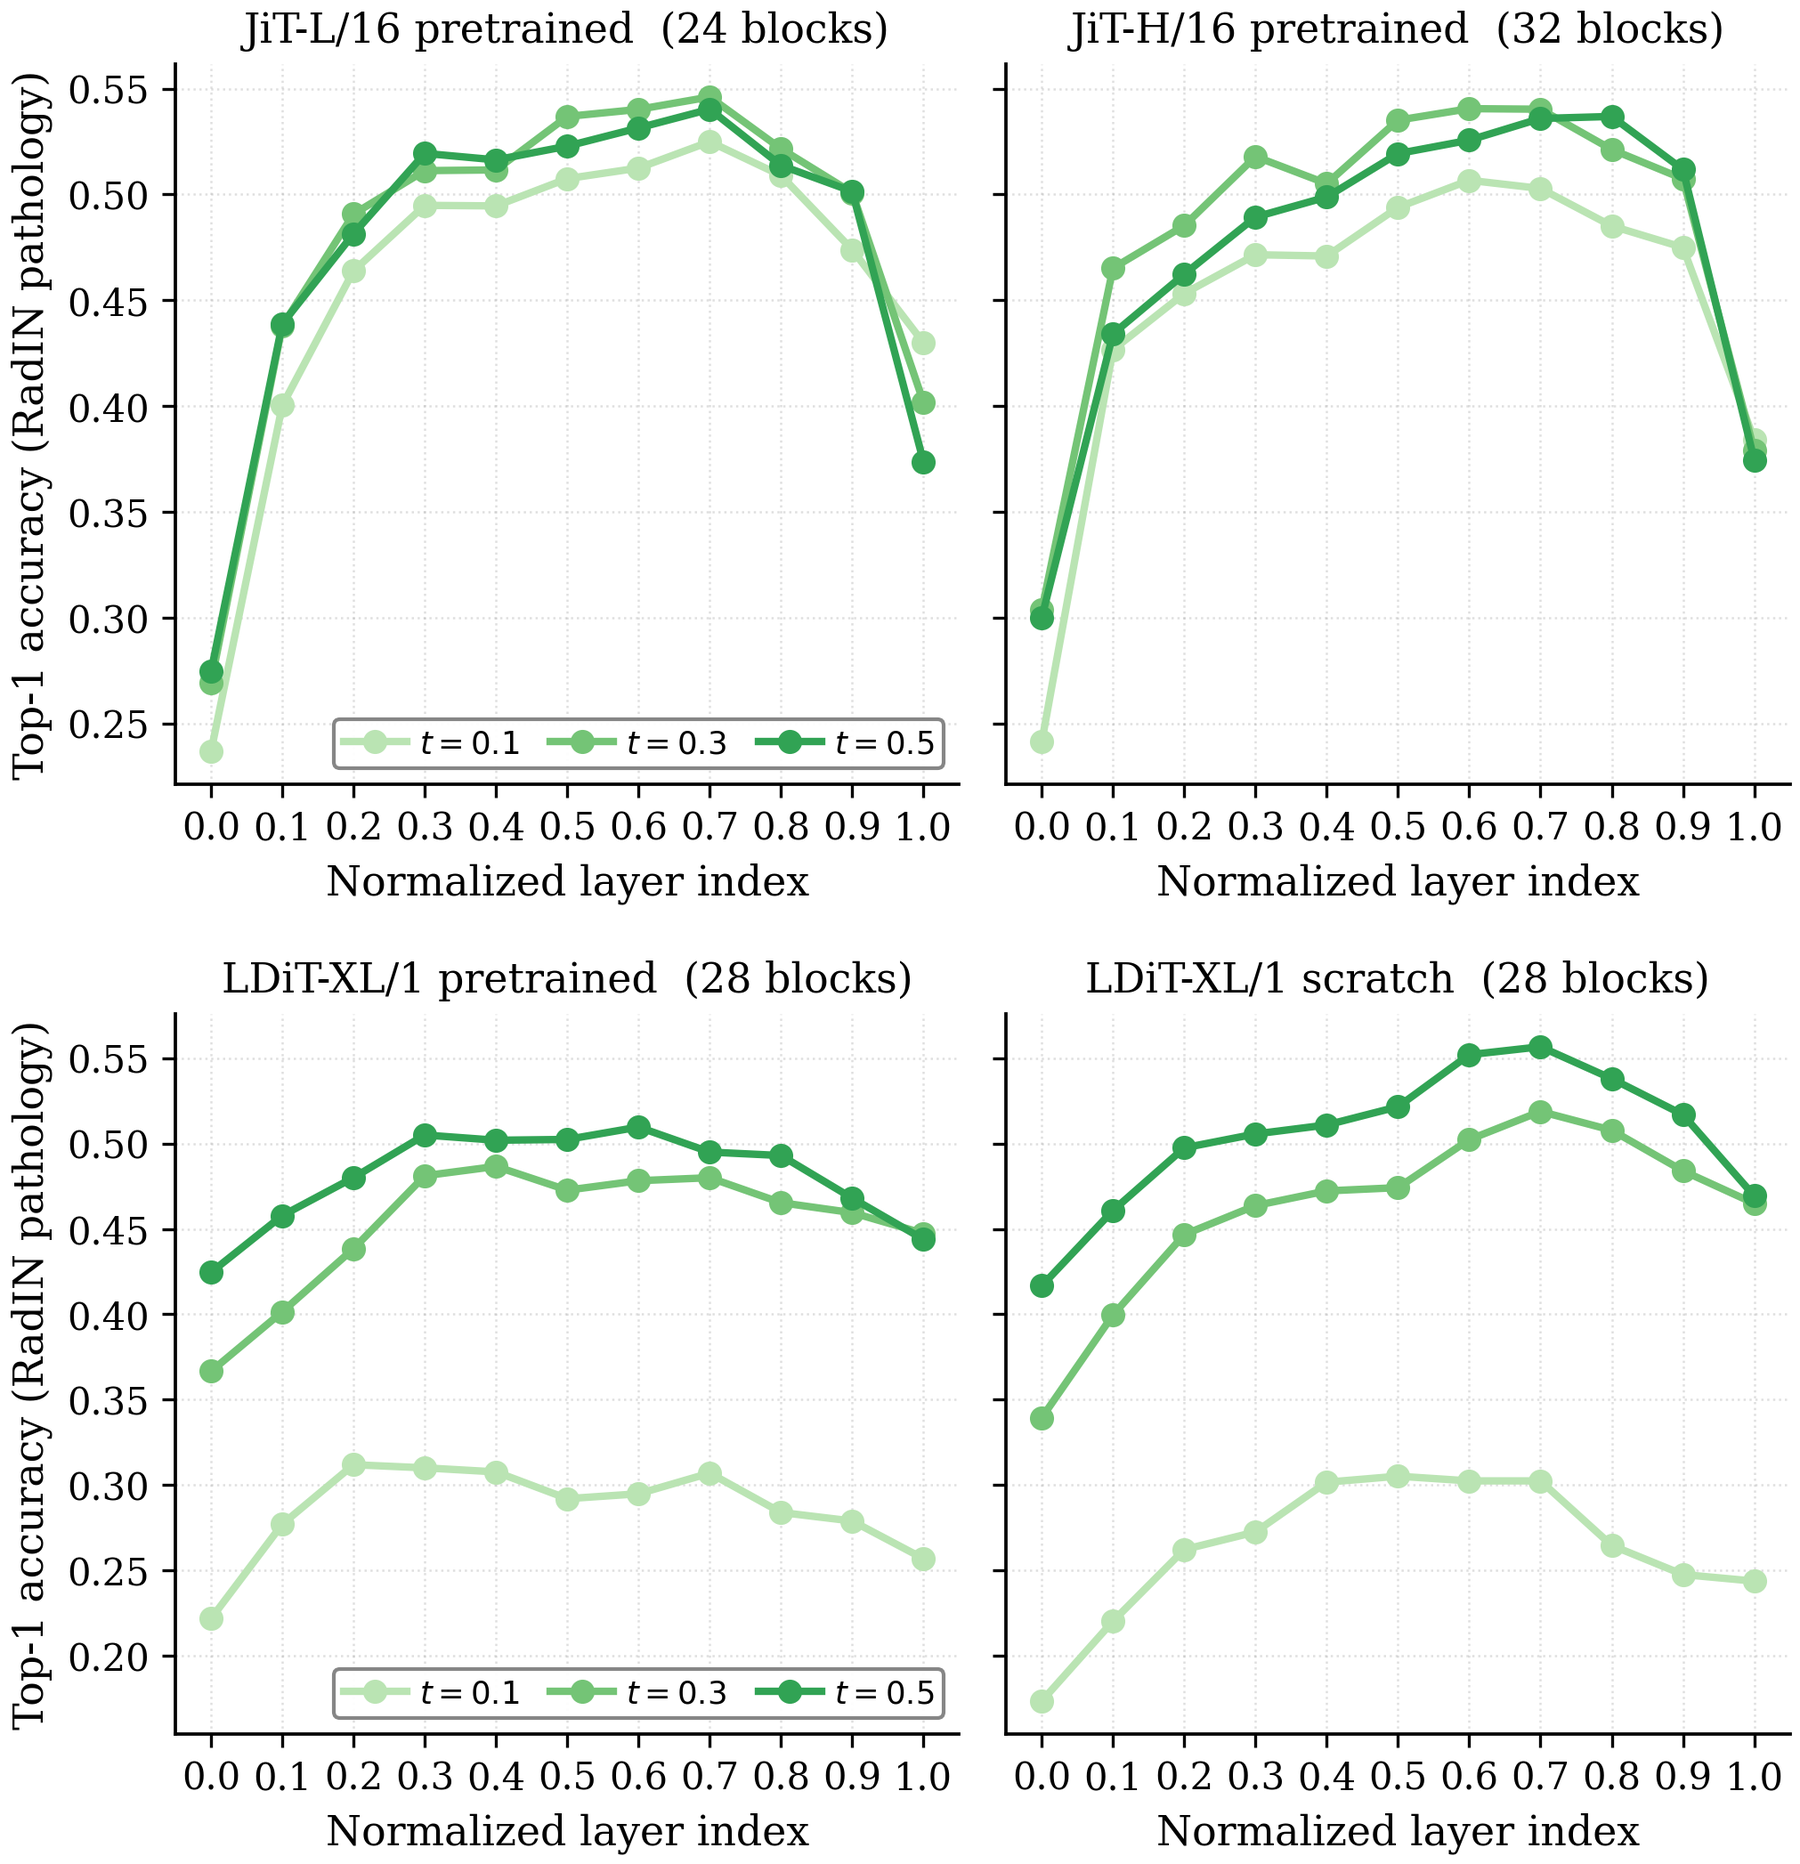 JiT-L/16 pretrained (24 blocks)
Top-1 accuracy (RadIN pathology)
0.55
0.50
0.45
0.40
0.35
0.30
0.25
t = 0.1 t = 0.3 t = 0.5
0.0 0.1 0.2 0.3 0.4 0.5 0.6 0.7 0.8 0.9 1.0
Normalized layer index
JiT-H/16 pretrained (32 blocks)
0.0 0.1 0.2 0.3 0.4 0.5 0.6 0.7 0.8 0.9 1.0
Normalized layer index
LDiT-XL/1 pretrained (28 blocks)
Top-1 accuracy (RadIN pathology)
0.55
0.50
0.45
0.40
0.35
0.30
0.25
0.20
t = 0.1 t = 0.3 t = 0.5
0.0 0.1 0.2 0.3 0.4 0.5 0.6 0.7 0.8 0.9 1.0
Normalized layer index
LDiT-XL/1 scratch (28 blocks)
0.0 0.1 0.2 0.3 0.4 0.5 0.6 0.7 0.8 0.9 1.0
Normalized layer index